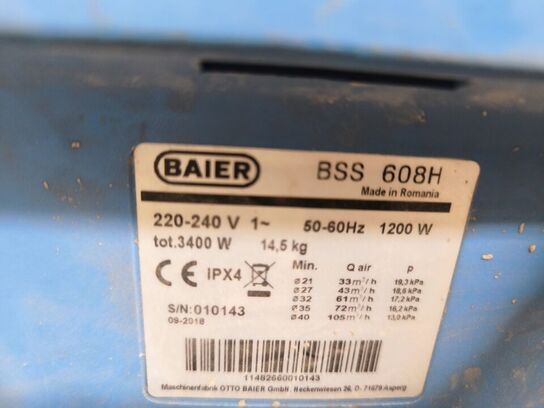 BAIER
BSS 608H
Made in Romania
220-240 V 1~ 50-60Hz 1200 W
tot.3400 W 14,5 kg
CE IPX4
Min. Q air p
ø21 33m³/h 19,3 kPa
ø27 43m³/h 18,6 kPa
ø32 61m³/h 17,2 kPa
ø35 72m³/h 16,2 kPa
ø40 105m³/h 13,0 kPa
S/N:010143
09-2018
11482660010143
Maschinenfabrik OTTO BAIER GmbH. Heckenwiesen 26, D- 71679 Asperg